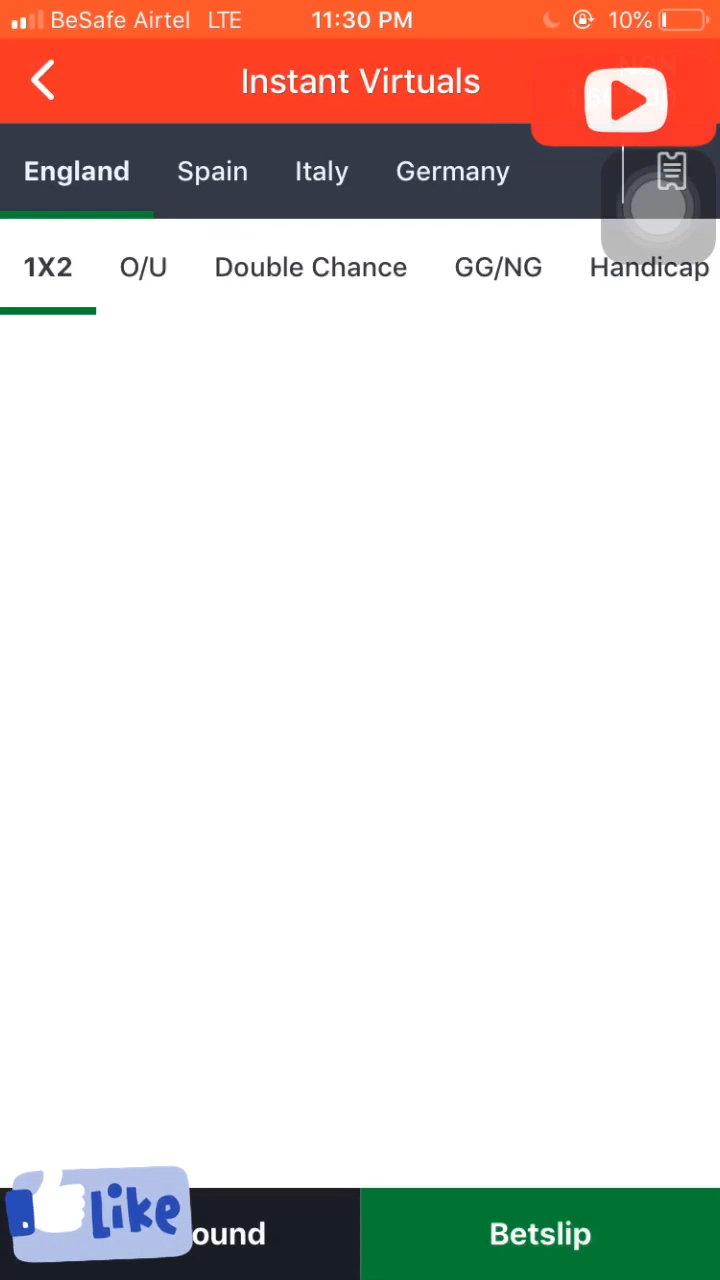 BeSafe Airtel LTE 11:30 PM 10%
Instant Virtuals
England Spain Italy Germany
1X2 O/U Double Chance GG/NG Handicap
Like
ound Betslip